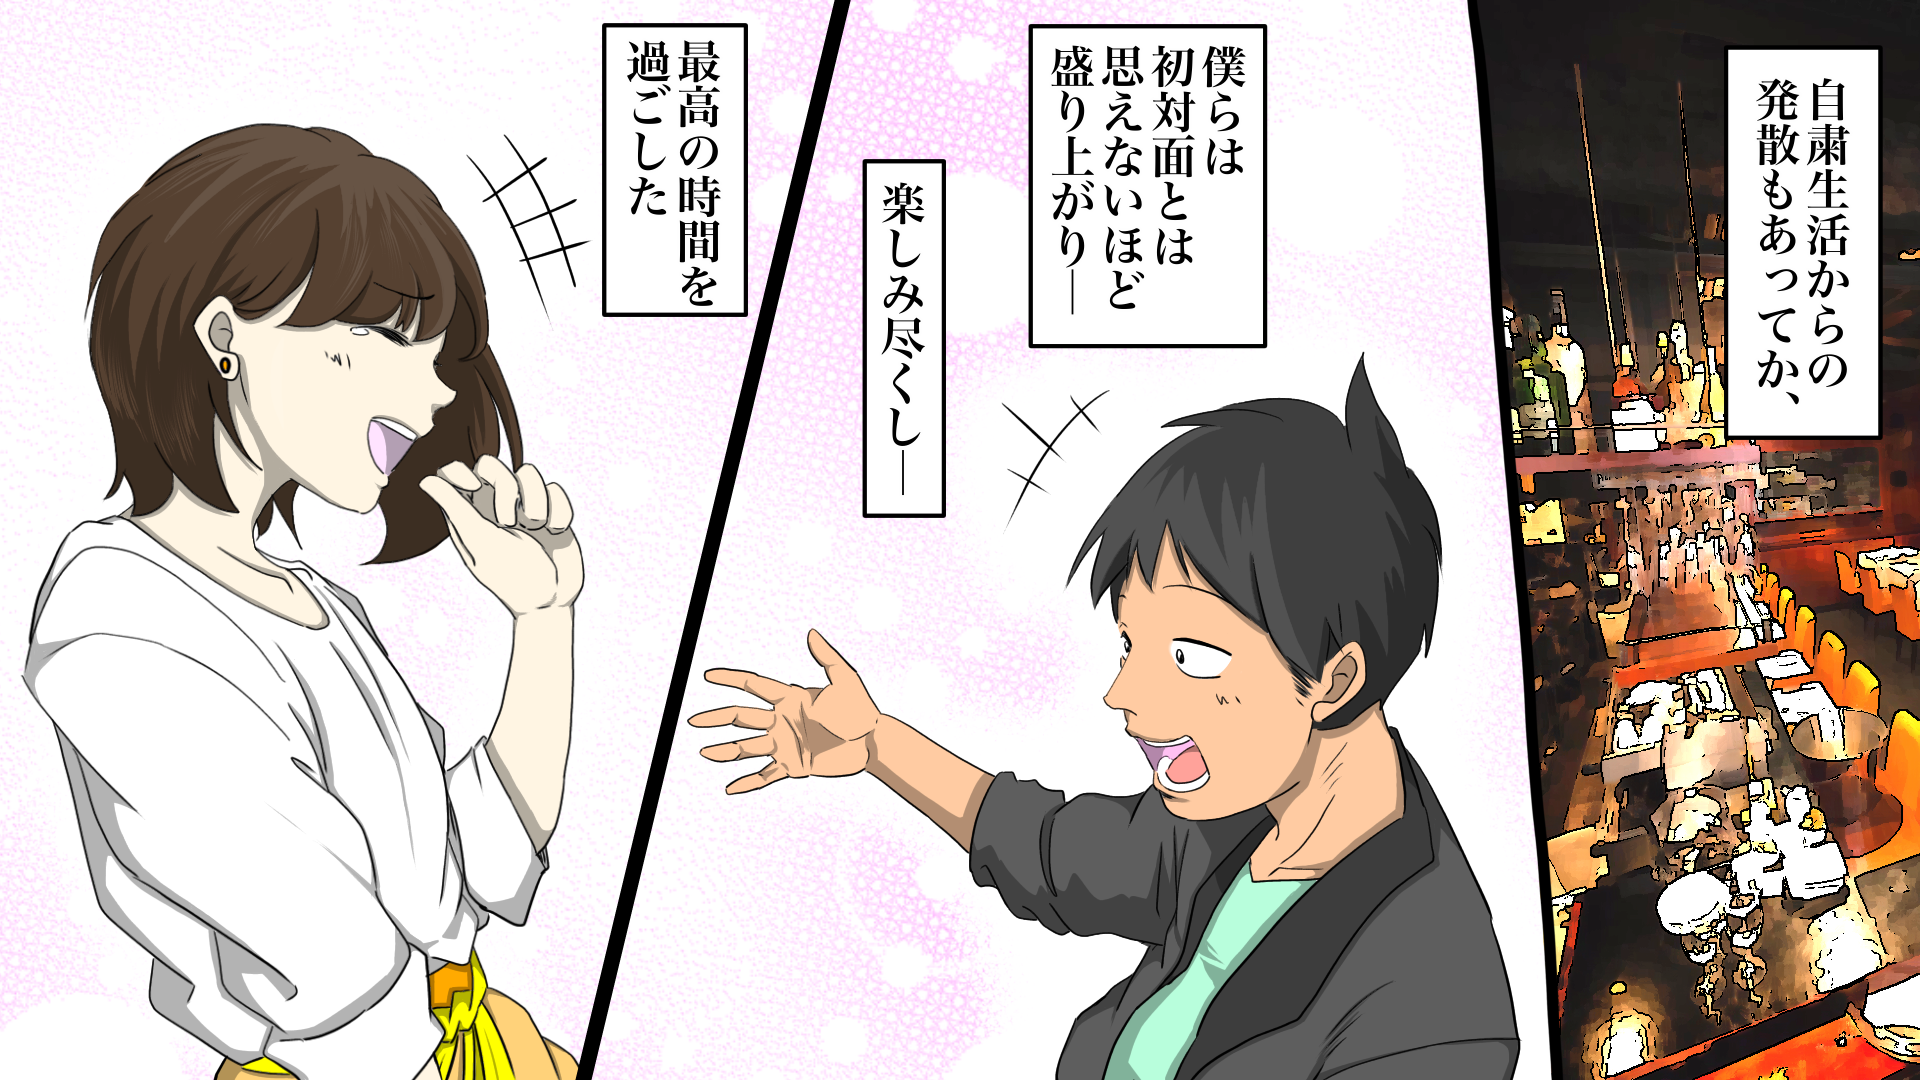 自粛生活からの
発散もあってか、
僕らは
初対面とは
思えないほど
盛り上がり―
楽しみ尽くし―
最高の時間を
過ごした